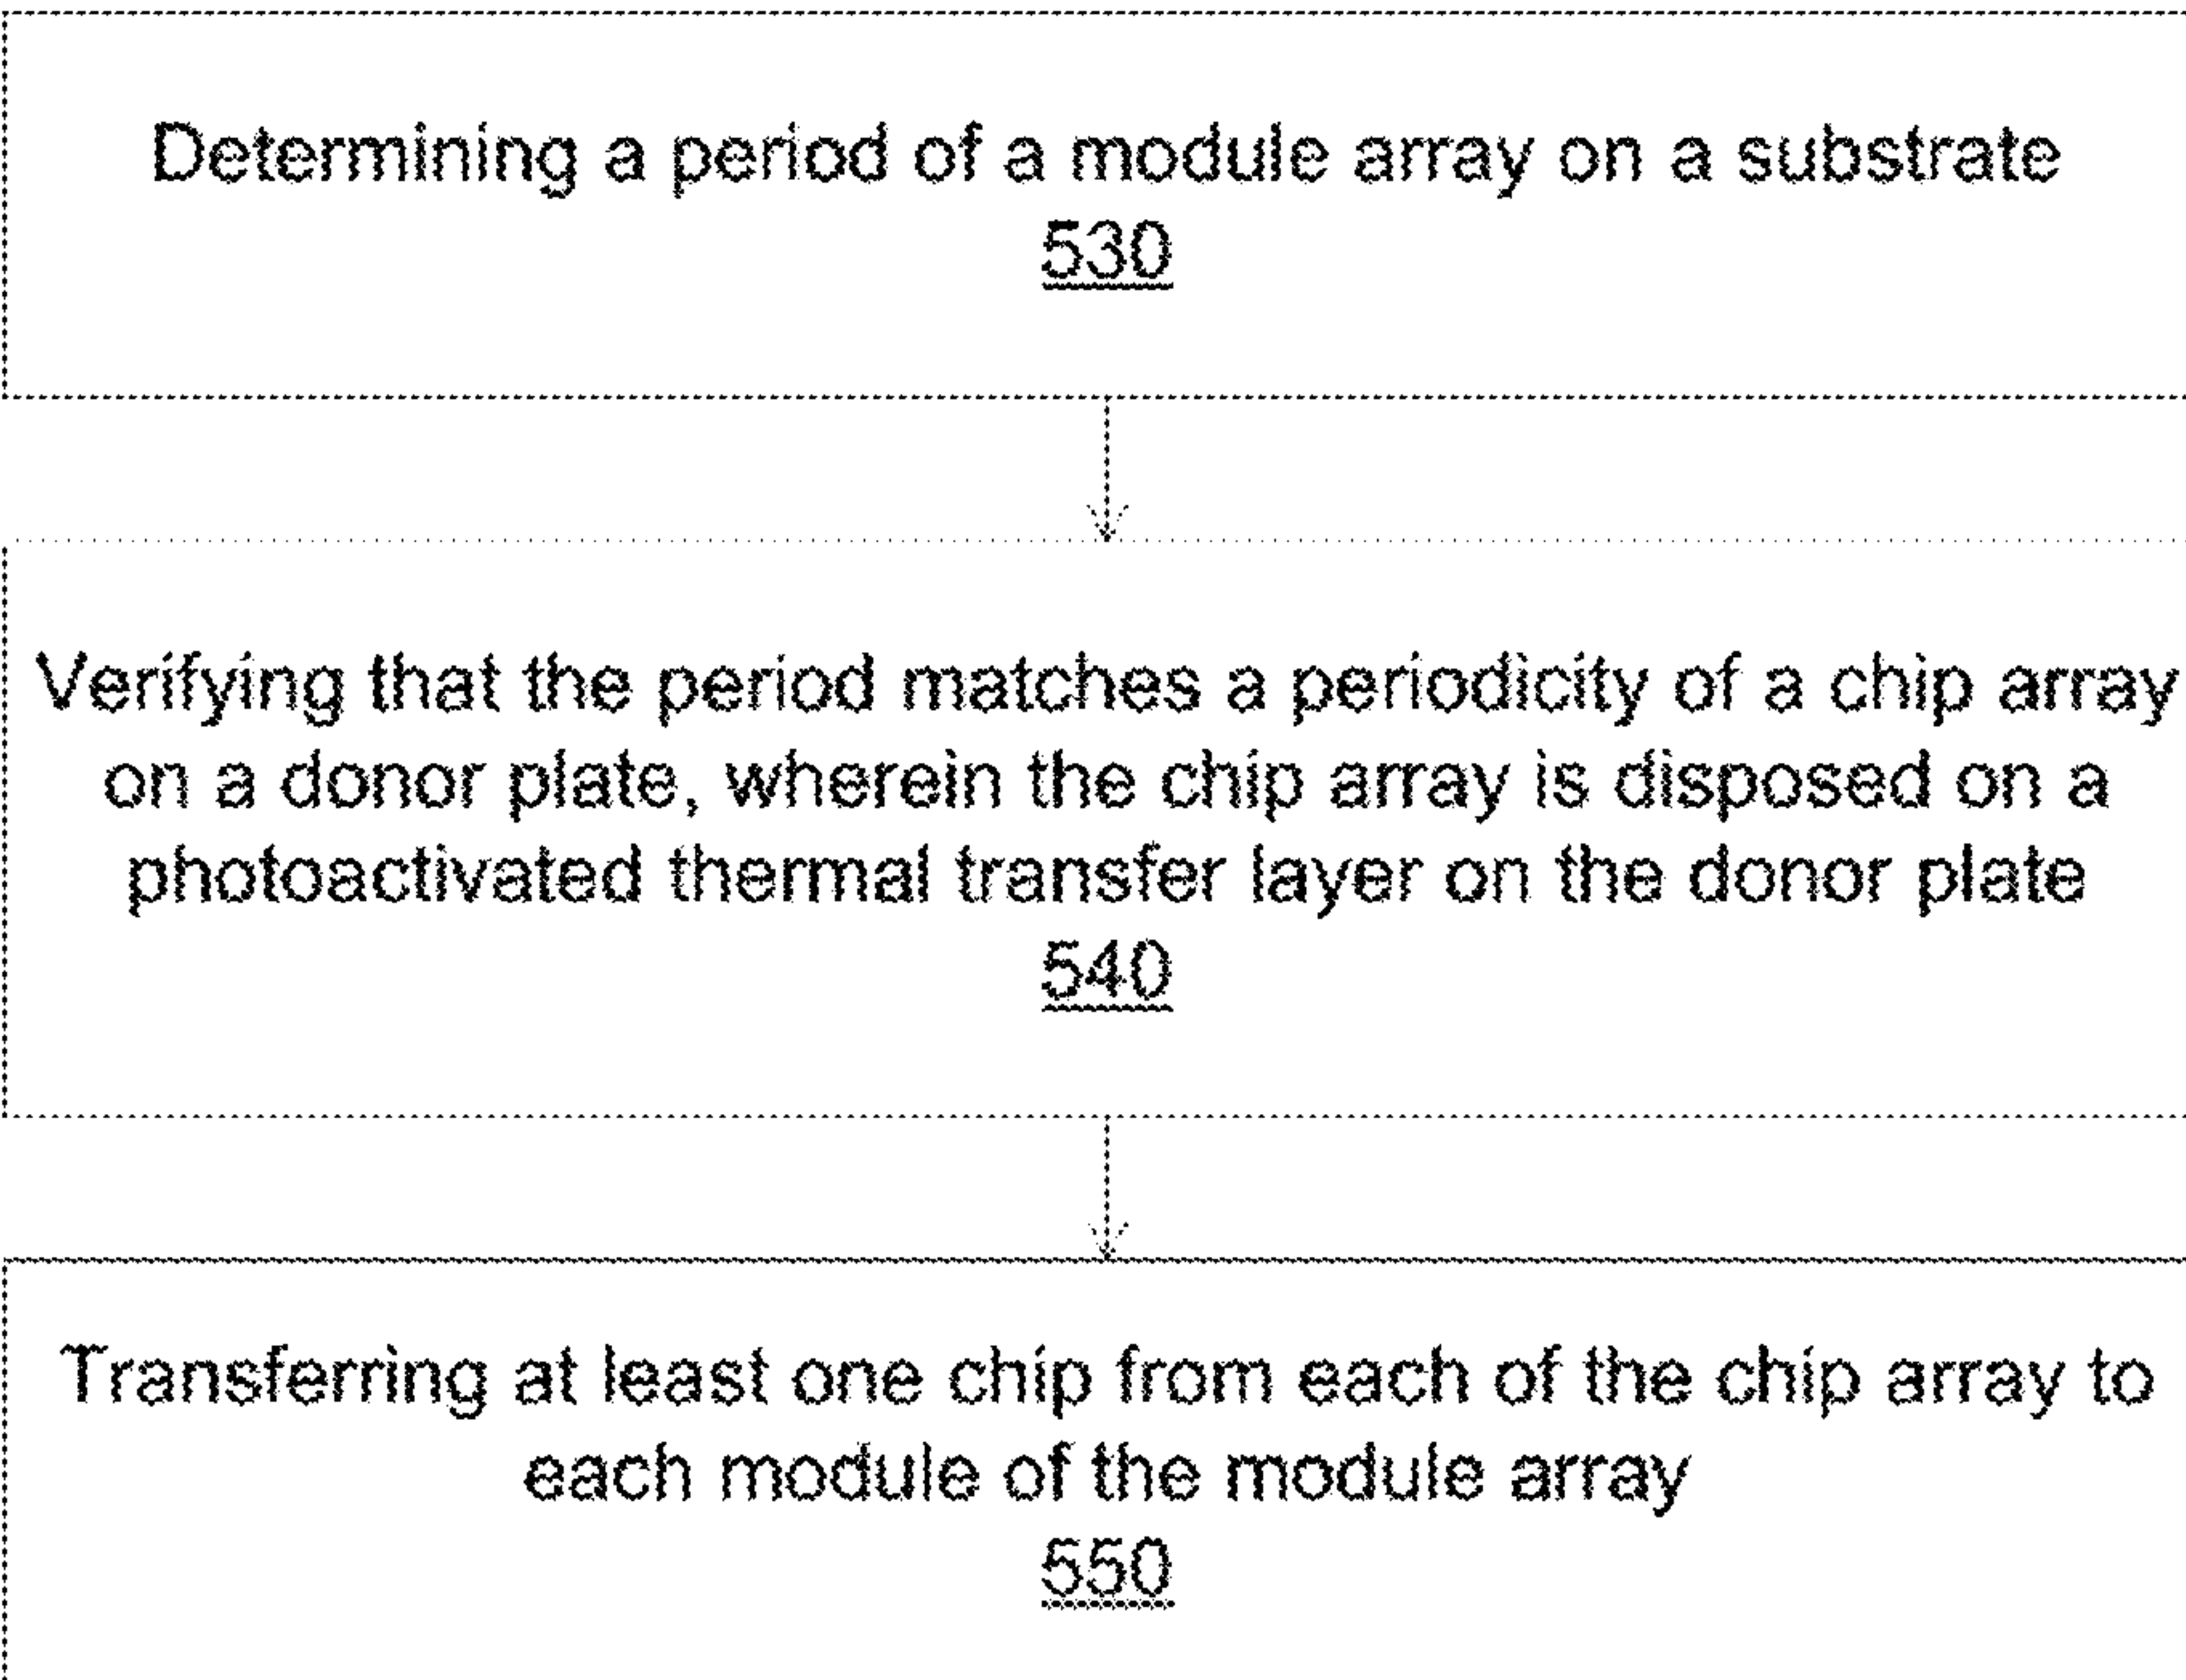 Determining a period of a module array on a substrate
530
Verifying that the period matches a periodicity of a chip array
on a donor plate, wherein the chip array is disposed on a
photoactivated thermal transfer layer on the donor plate
540
Transferring at least one chip from each of the chip array to
each module of the module array
550